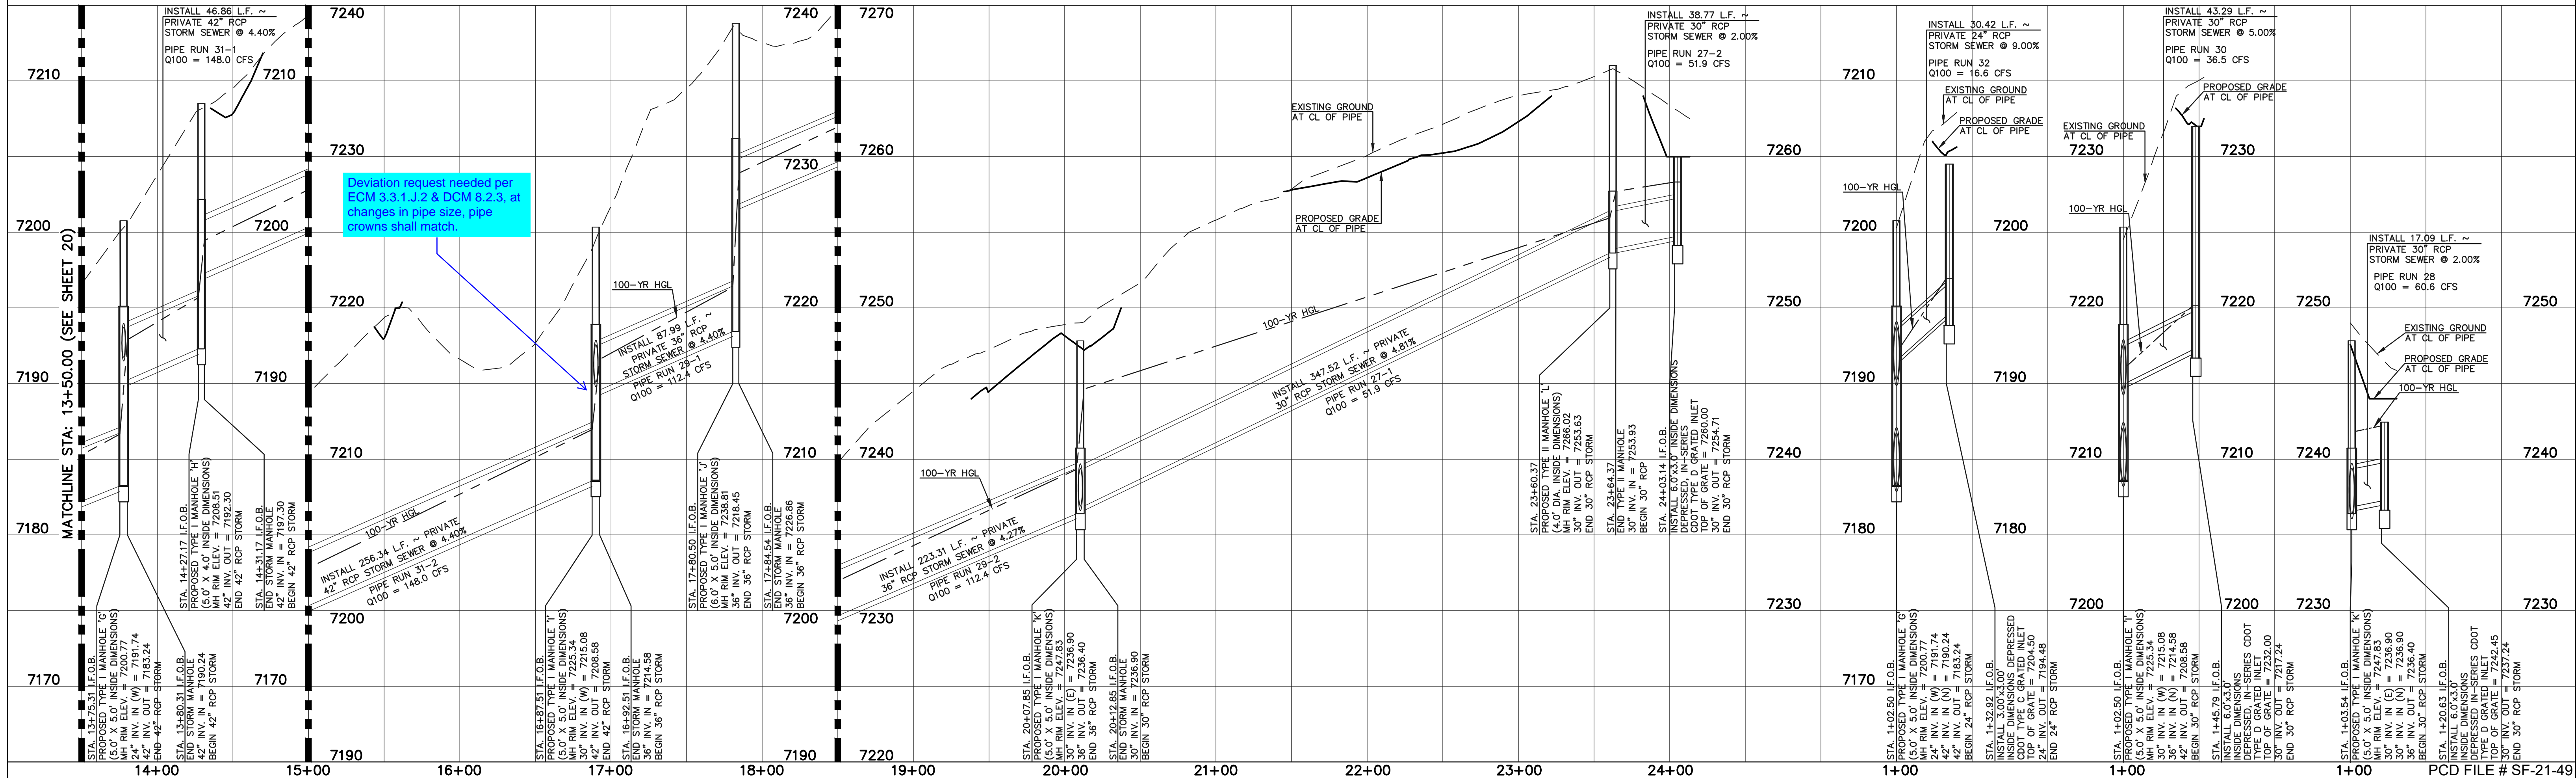 INSTALL 46.86 L.F. ~
PRIVATE 42" RCP
STORM SEWER @ 4.40%
PIPE RUN 31-1
Q100 = 148.0 CFS
7240
7240
7270
INSTALL 38.77 L.F. ~
PRIVATE 30" RCP
STORM SEWER @ 2.00%
PIPE RUN 27-2
Q100 = 51.9 CFS
INSTALL 30.42 L.F. ~
PRIVATE 24" RCP
STORM SEWER @ 9.00%
PIPE RUN 32
Q100 = 16.6 CFS
INSTALL 43.29 L.F. ~
PRIVATE 30" RCP
STORM SEWER @ 5.00%
PIPE RUN 30
Q100 = 36.5 CFS
7210
7210
7210
EXISTING GROUND
AT CL OF PIPE
EXISTING GROUND
AT CL OF PIPE
PROPOSED GRADE
AT CL OF PIPE
PROPOSED GRADE
AT CL OF PIPE
EXISTING GROUND
AT CL OF PIPE
7230
7230
7260
7260
7230
7230
Deviation request needed per
ECM 3.3.1.J.2 & DCM 8.2.3, at
changes in pipe size, pipe
crowns shall match.
100-YR HGL
100-YR HGL
PROPOSED GRADE
AT CL OF PIPE
7200
7200
7200
7200
MATCHLINE STA: 13+50.00 (SEE SHEET 20)
INSTALL 17.09 L.F. ~
PRIVATE 30" RCP
STORM SEWER @ 2.00%
PIPE RUN 28
Q100 = 60.6 CFS
100-YR HGL
7220
7220
7250
7250
7220
7220
7250
7250
INSTALL 87.99 L.F. ~
PRIVATE 36" RCP
STORM SEWER @ 4.40%
PIPE RUN 29-1
Q100 = 112.4 CFS
100-YR HGL
INSTALL 347.52 L.F. ~ PRIVATE
30" RCP STORM SEWER @ 4.81%
PIPE RUN 27-1
Q100 = 51.9 CFS
EXISTING GROUND
AT CL OF PIPE
PROPOSED GRADE
AT CL OF PIPE
100-YR HGL
7190
7190
7190
7190
7210
7210
7240
7240
7210
7210
7240
7240
100-YR HGL
7180
7180
7180
100-YR HGL
INSTALL 256.34 L.F. ~ PRIVATE
42" RCP STORM SEWER @ 4.40%
PIPE RUN 31-2
Q100 = 148.0 CFS
INSTALL 223.31 L.F. ~ PRIVATE
36" RCP STORM SEWER @ 4.27%
PIPE RUN 29-2
Q100 = 112.4 CFS
STA. 14+27.17 I.F.O.B.
PROPOSED TYPE I MANHOLE 'H'
(5.0' X 4.0' INSIDE DIMENSIONS)
MH RIM ELEV. = 7208.51
42" INV. OUT = 7192.30
END 42" RCP STORM
STA. 14+31.17 I.F.O.B.
END STORM MANHOLE
42" INV. IN = 7197.30
BEGIN 42" RCP STORM
STA. 17+80.50 I.F.O.B.
PROPOSED TYPE I MANHOLE 'J'
(6.0' X 5.0' INSIDE DIMENSIONS)
MH RIM ELEV. = 7238.81
36" INV. OUT = 7218.45
END 36" RCP STORM
STA. 17+84.54 I.F.O.B.
END STORM MANHOLE
36" INV. IN = 7226.86
BEGIN 36" RCP STORM
STA. 23+60.37
PROPOSED TYPE II MANHOLE 'L'
(4.0' DIA. INSIDE DIMENSIONS)
MH RIM ELEV. = 7266.02
30" INV. OUT = 7253.63
END 30" RCP STORM
STA. 23+64.37
END TYPE II MANHOLE
30" INV. IN = 7253.93
BEGIN 30" RCP
STA. 24+03.14 I.F.O.B.
INSTALL 6.0'x3.0' INSIDE DIMENSIONS
DEPRESSED, IN-SERIES
CDOT TYPE D GRATED INLET
TOP OF GRATE = 7260.00
30" INV. OUT = 7254.71
END 30" RCP STORM
7200
7200
7230
7230
7200
7200
7230
7230
7170
7170
7170
STA. 13+75.31 I.F.O.B.
PROPOSED TYPE I MANHOLE 'G'
(5.0' X 5.0' INSIDE DIMENSIONS)
MH RIM ELEV. = 7200.77
24" INV. IN (W) = 7191.74
42" INV. OUT = 7183.24
END 42" RCP STORM
STA. 13+80.31 I.F.O.B.
END STORM MANHOLE
42" INV. IN = 7190.24
BEGIN 42" RCP STORM
STA. 16+87.51 I.F.O.B.
PROPOSED TYPE I MANHOLE 'I'
(5.0' X 5.0' INSIDE DIMENSIONS)
MH RIM ELEV. = 7225.34
30" INV. IN (W) = 7215.08
42" INV. OUT = 7208.58
END 42" RCP STORM
STA. 16+92.51 I.F.O.B.
END STORM MANHOLE
36" INV. IN = 7214.58
BEGIN 36" RCP STORM
STA. 20+07.85 I.F.O.B.
PROPOSED TYPE I MANHOLE 'K'
(5.0' X 5.0' INSIDE DIMENSIONS)
MH RIM ELEV. = 7247.83
30" INV. IN (E) = 7236.90
36" INV. OUT = 7236.40
END 36" RCP STORM
STA. 20+12.85 I.F.O.B.
END STORM MANHOLE
30" INV. IN = 7236.90
BEGIN 30" RCP STORM
STA. 1+02.50 I.F.O.B.
PROPOSED TYPE I MANHOLE 'G'
(5.0' X 5.0' INSIDE DIMENSIONS)
MH RIM ELEV. = 7200.77
24" INV. IN (W) = 7191.74
42" INV. IN (N) = 7190.24
42" INV. OUT = 7183.24
BEGIN 24" RCP STORM
STA. 1+32.92 I.F.O.B.
INSTALL 3.00'x3.00'
INSIDE DIMENSIONS DEPRESSED
CDOT TYPE C GRATED INLET
TOP OF GRATE = 7204.50
24" INV. OUT = 7194.48
END 24" RCP STORM
STA. 1+02.50 I.F.O.B.
PROPOSED TYPE I MANHOLE 'I'
(5.0' X 5.0' INSIDE DIMENSIONS)
MH RIM ELEV. = 7225.34
30" INV. IN (W) = 7215.08
36" INV. IN (N) = 7214.58
42" INV. OUT = 7208.58
BEGIN 30" RCP STORM
STA. 1+45.79 I.F.O.B.
INSTALL 6.0'x3.0'
INSIDE DIMENSIONS
DEPRESSED, IN-SERIES CDOT
TYPE D GRATED INLET
TOP OF GRATE = 7232.00
30" INV. OUT = 7217.24
END 30" RCP STORM
STA. 1+03.54 I.F.O.B.
PROPOSED TYPE I MANHOLE 'K'
(5.0' X 5.0' INSIDE DIMENSIONS)
MH RIM ELEV. = 7247.83
30" INV. IN (E) = 7236.90
30" INV. IN (N) = 7236.90
36" INV. OUT = 7236.40
BEGIN 30" RCP STORM
STA. 1+20.63 I.F.O.B.
INSTALL 6.0'x3.0'
INSIDE DIMENSIONS
DEPRESSED IN-SERIES CDOT
TYPE D GRATED INLET
TOP OF GRATE = 7242.45
30" INV. OUT = 7237.24
END 30" RCP STORM
7190
7190
7220
14+00
15+00
16+00
17+00
18+00
19+00
20+00
21+00
22+00
23+00
24+00
1+00
1+00
1+00
PCD FILE # SF-21-49